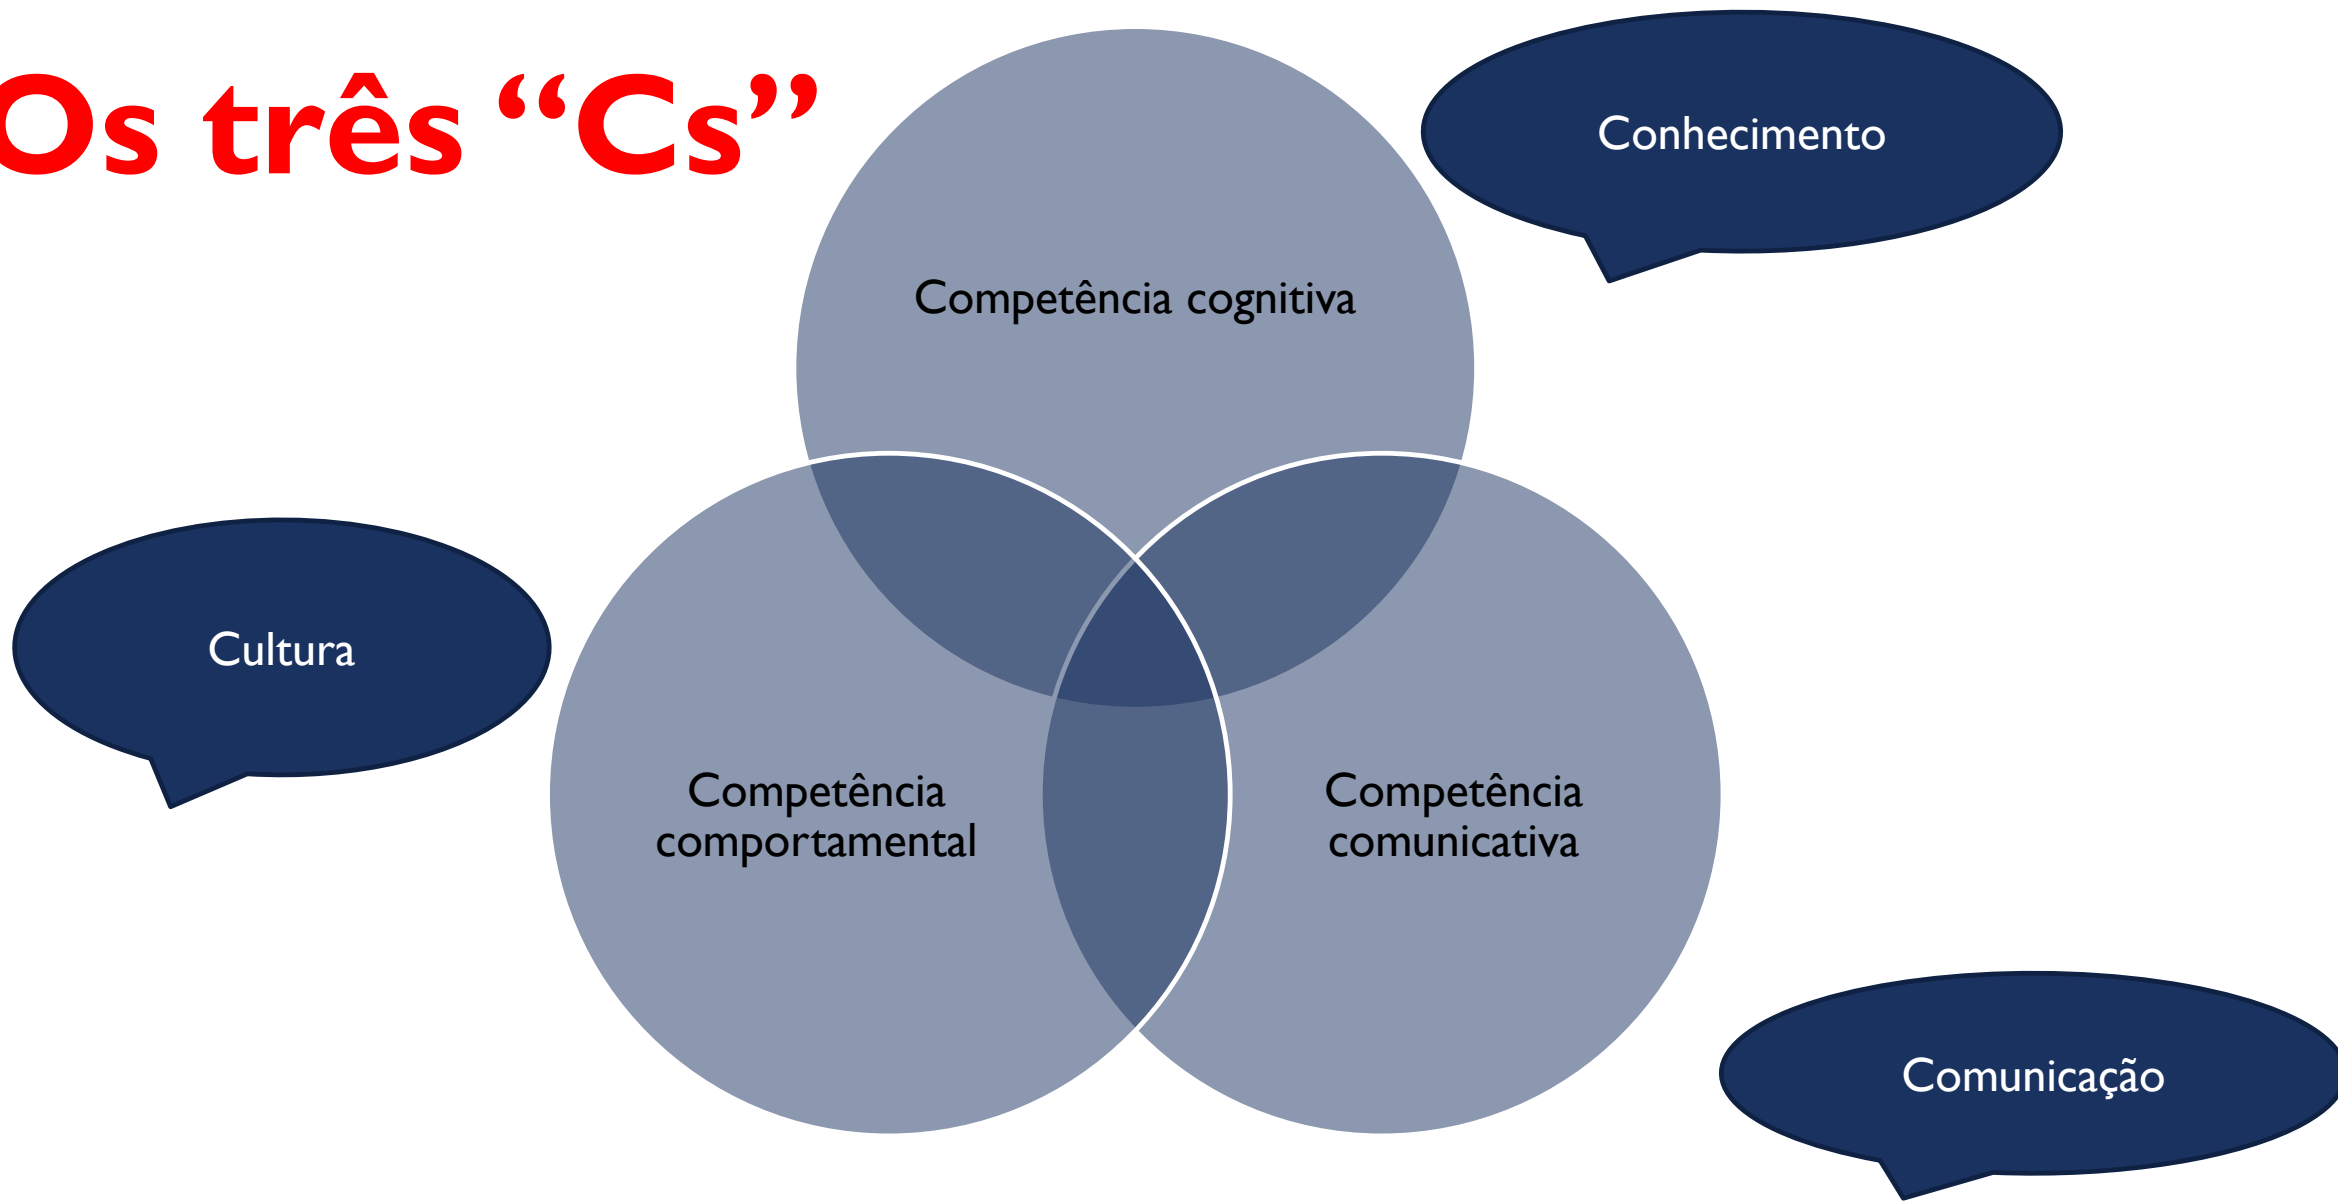 Os três “Cs”
Conhecimento
Competência cognitiva
Cultura
Competência
comportamental
Competência
comunicativa
Comunicação